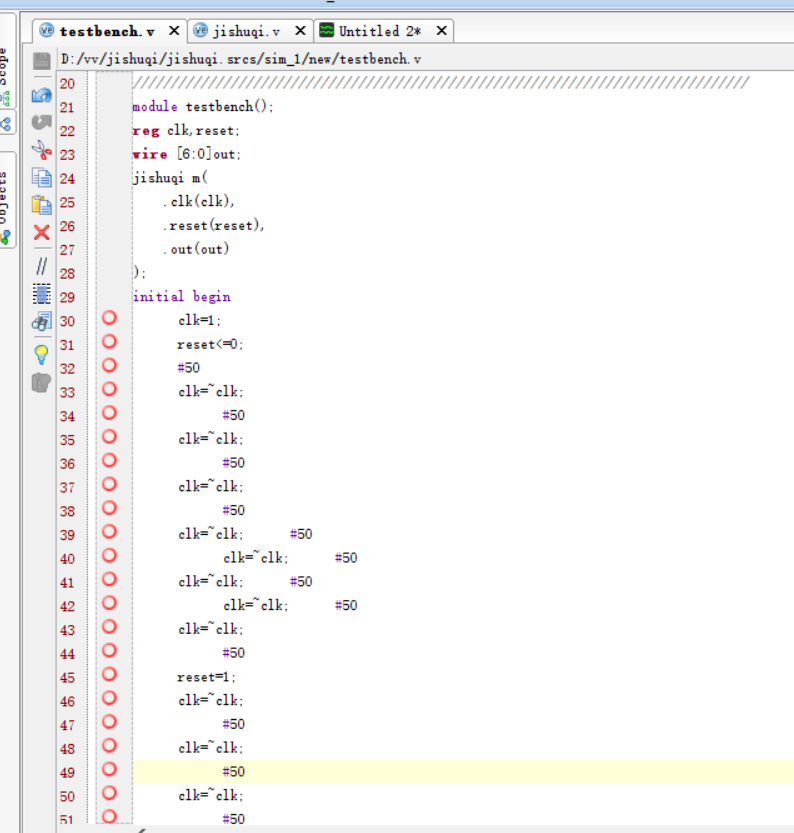 testbench.v X jishuqi.v X Untitled 2* X
Scope
D:/vv/jishuqi/jishuqi.srcs/sim_1/new/testbench.v
Objects
20 ////////////////////////////////////////////////////////////////////////////////
21 module testbench();
22 reg clk,reset;
23 wire [6:0]out;
24 jishuqi m(
25 .clk(clk),
26 .reset(reset),
27 .out(out)
28 );
29 initial begin
30 clk=1;
31 reset<=0;
32 #50
33 clk=~clk;
34 #50
35 clk=~clk;
36 #50
37 clk=~clk;
38 #50
39 clk=~clk; #50
40 clk=~clk; #50
41 clk=~clk; #50
42 clk=~clk; #50
43 clk=~clk;
44 #50
45 reset=1;
46 clk=~clk;
47 #50
48 clk=~clk;
49 #50
50 clk=~clk;
51 #50